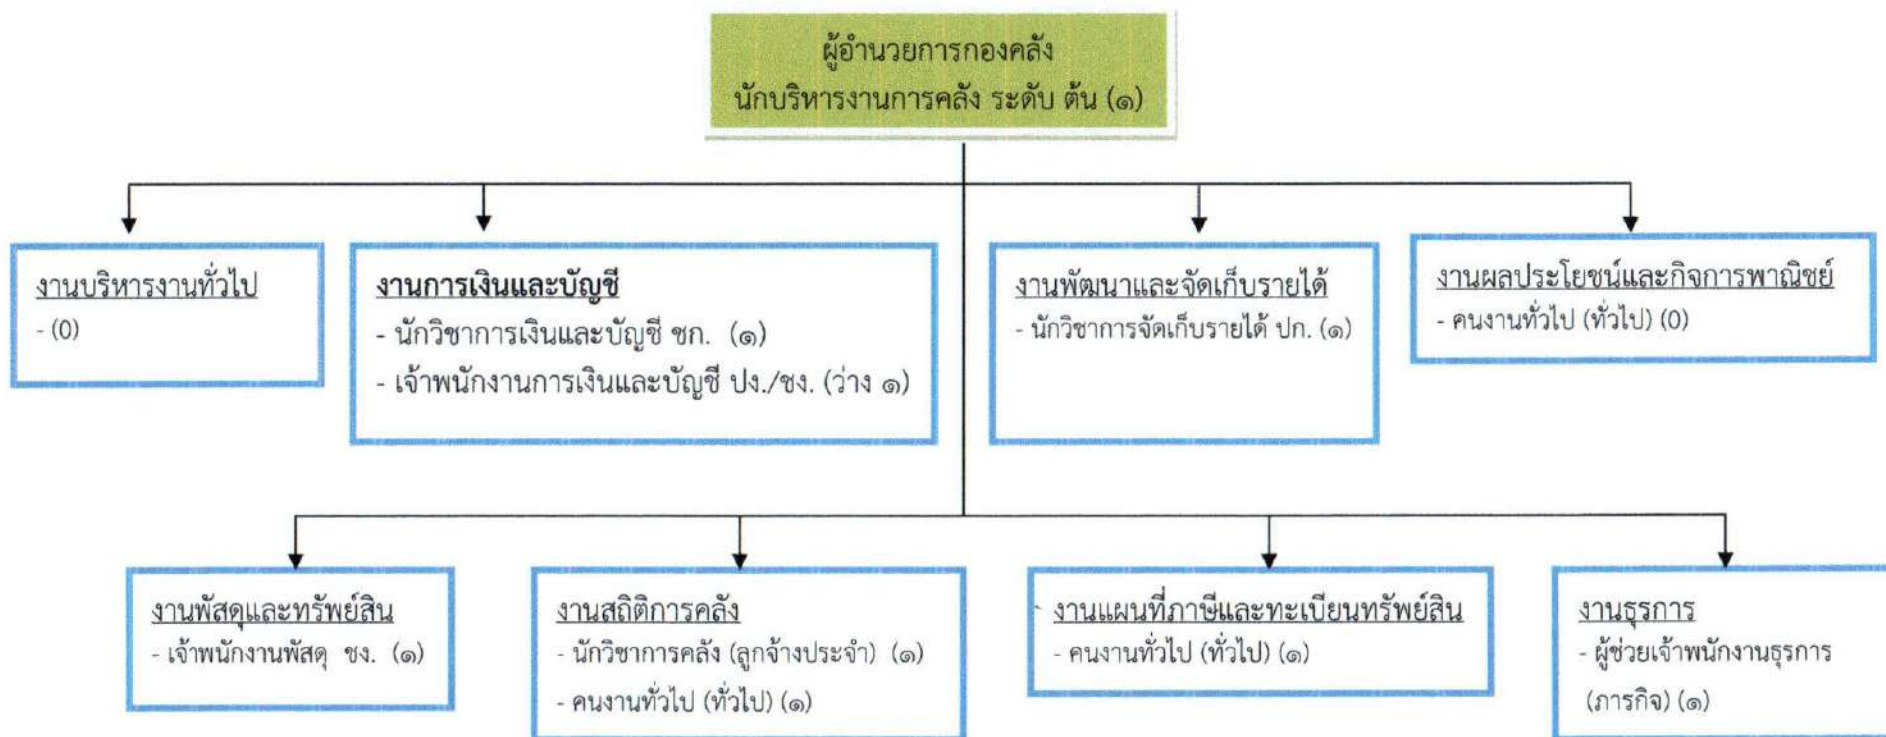 ผู้อำนวยการกองคลัง
นักบริหารงานการคลัง ระดับ ต้น (๑)
งานบริหารงานทั่วไป
- (0)
งานการเงินและบัญชี
- นักวิชาการเงินและบัญชี ชก. (๑)
- เจ้าพนักงานการเงินและบัญชี ปง./ชง. (ว่าง ๑)
งานพัฒนาและจัดเก็บรายได้
- นักวิชาการจัดเก็บรายได้ ปก. (๑)
งานผลประโยชน์และกิจการพาณิชย์
- คนงานทั่วไป (ทั่วไป) (0)
งานพัสดุและทรัพย์สิน
- เจ้าพนักงานพัสดุ ชง. (๑)
งานสถิติการคลัง
- นักวิชาการคลัง (ลูกจ้างประจำ) (๑)
- คนงานทั่วไป (ทั่วไป) (๑)
งานแผนที่ภาษีและทะเบียนทรัพย์สิน
- คนงานทั่วไป (ทั่วไป) (๑)
งานธุรการ
- ผู้ช่วยเจ้าพนักงานธุรการ
(ภารกิจ) (๑)